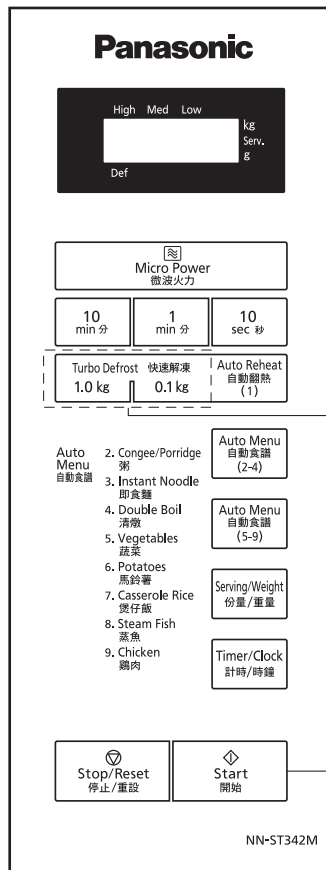 Panasonic
High Med Low
kg
Serv.
g
Def
Micro Power
微波火力
10
min 分
1
min 分
10
sec 秒
Turbo Defrost 快速解凍
1.0 kg 0.1 kg
Auto Reheat
自動翻熱
(1)
Auto
Menu
自動食譜
2. Congee/Porridge
粥
3. Instant Noodle
即食麵
4. Double Boil
清燉
5. Vegetables
蔬菜
6. Potatoes
馬鈴薯
7. Casserole Rice
煲仔飯
8. Steam Fish
蒸魚
9. Chicken
鷄肉
Auto Menu
自動食譜
(2-4)
Auto Menu
自動食譜
(5-9)
Serving/Weight
份量/重量
Timer/Clock
計時/時鐘
Stop/Reset
停止/重設
Start
開始
NN-ST342M